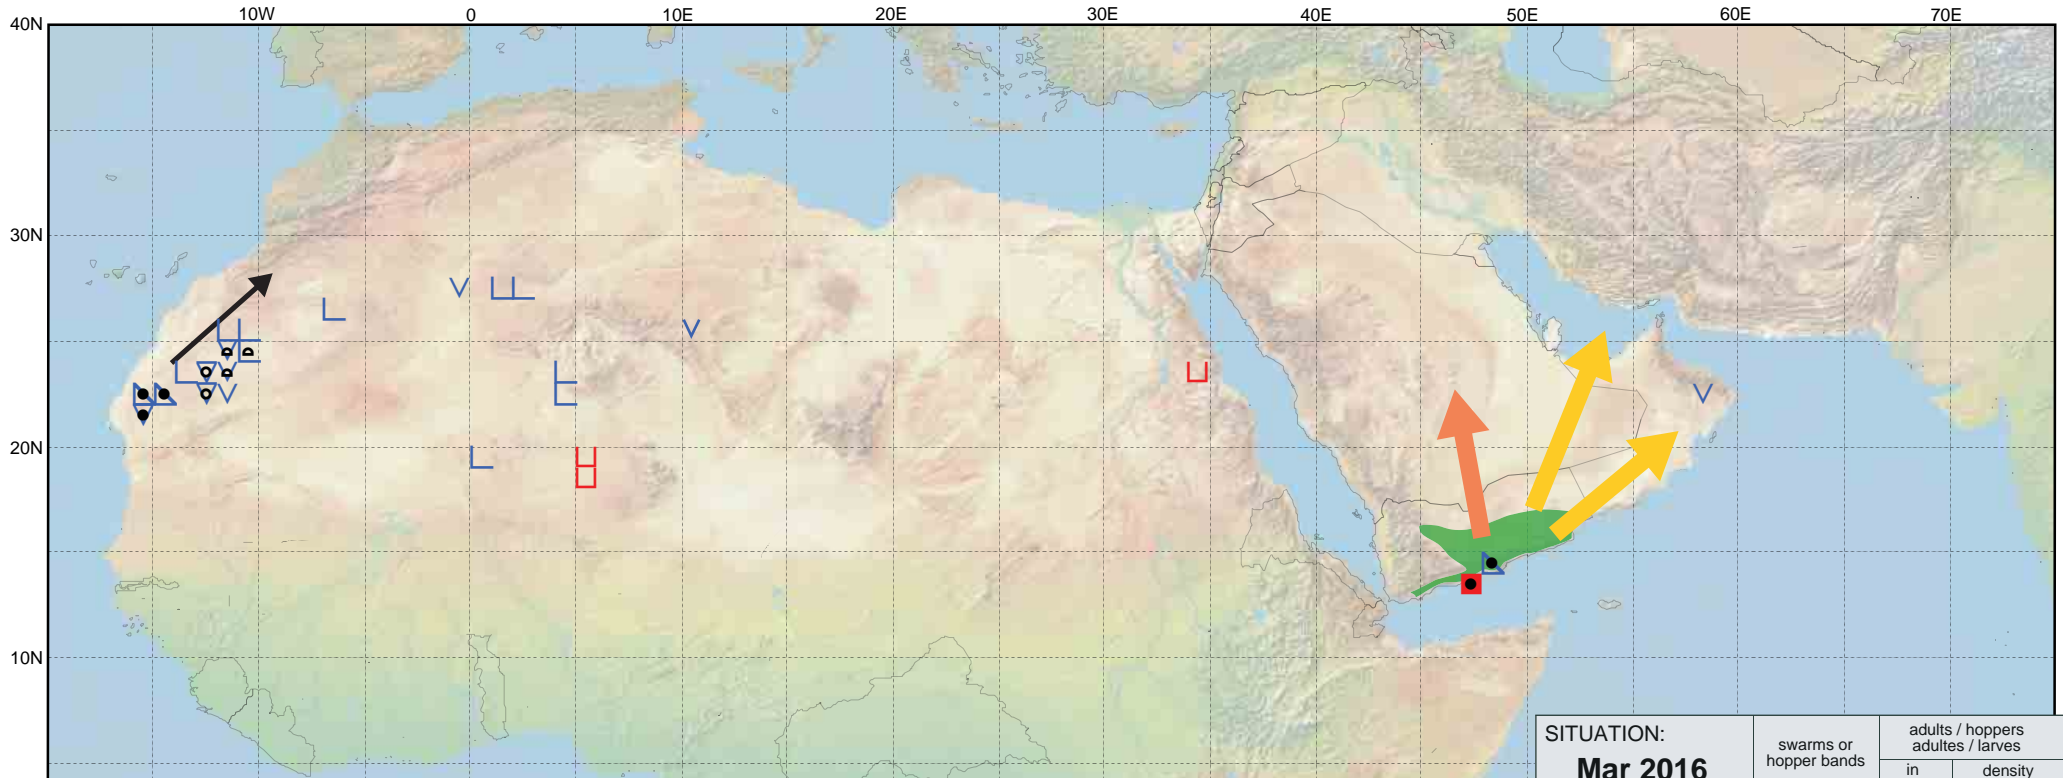 10W 0 10E 20E 30E 40E 50E 60E 70E
40N
30N
20N
10N
SITUATION:
Mar 2016
swarms or
hopper bands
adults / hoppers
adultes / larves
in density